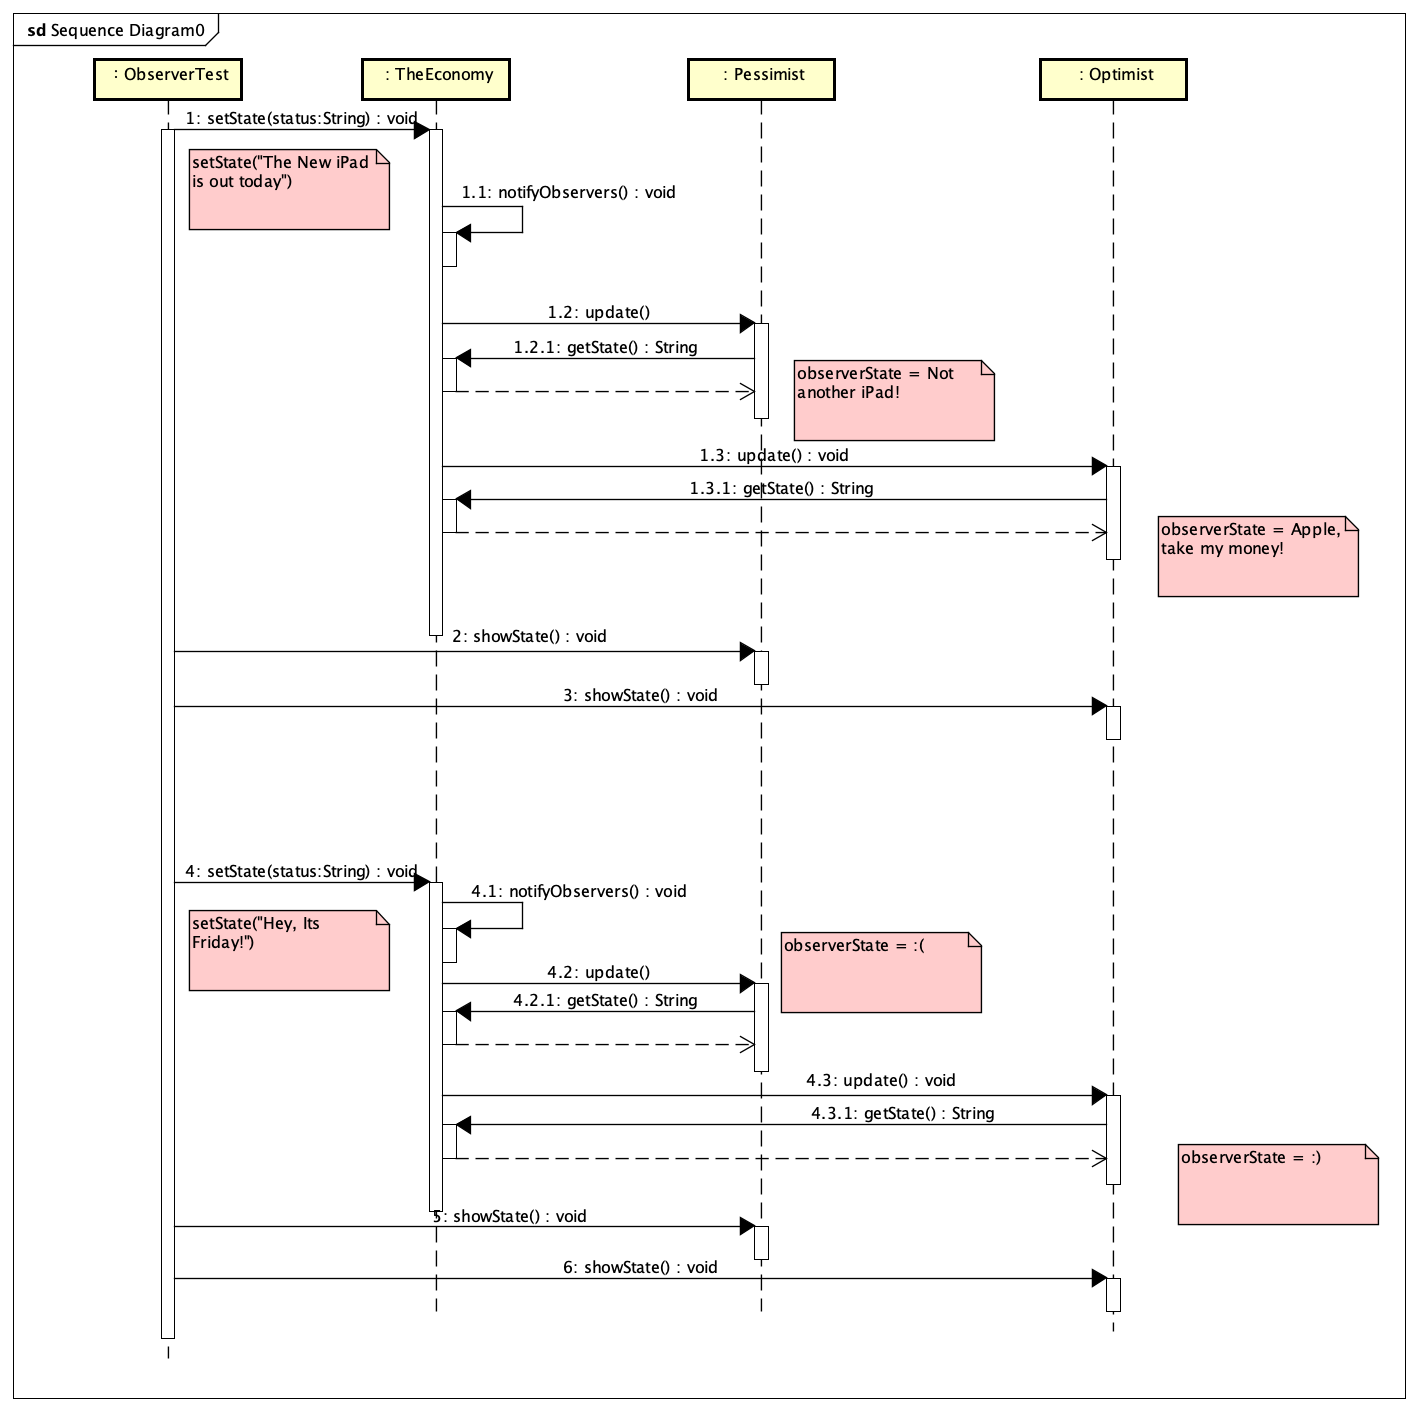 sd Sequence Diagram0
: ObserverTest
: TheEconomy
: Pessimist
: Optimist
1: setState(status:String) : void
setState("The New iPad
is out today")
1.1: notifyObservers() : void
1.2: update()
1.2.1: getState() : String
observerState = Not
another iPad!
1.3: update() : void
1.3.1: getState() : String
observerState = Apple,
take my money!
2: showState() : void
3: showState() : void
4: setState(status:String) : void
4.1: notifyObservers() : void
setState("Hey, Its
Friday!")
observerState = :(
4.2: update()
4.2.1: getState() : String
4.3: update() : void
4.3.1: getState() : String
observerState = :)
5: showState() : void
6: showState() : void